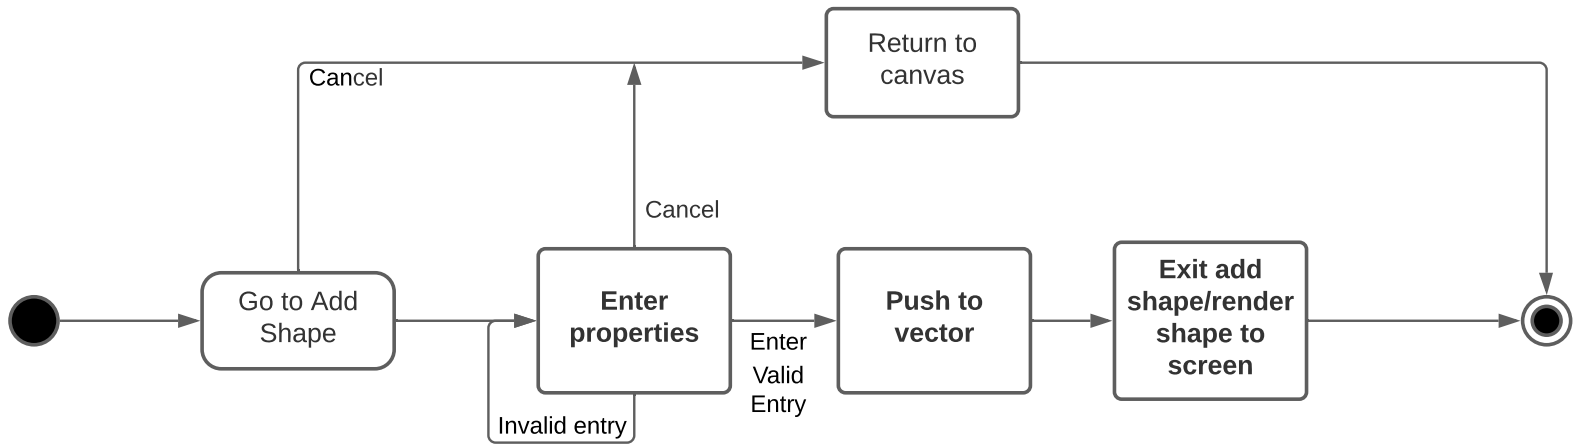 Return to
canvas
Cancel
Cancel
Go to Add
Shape
Enter
properties
Invalid entry
Enter
Valid
Entry
Push to
vector
Exit add
shape/render
shape to
screen